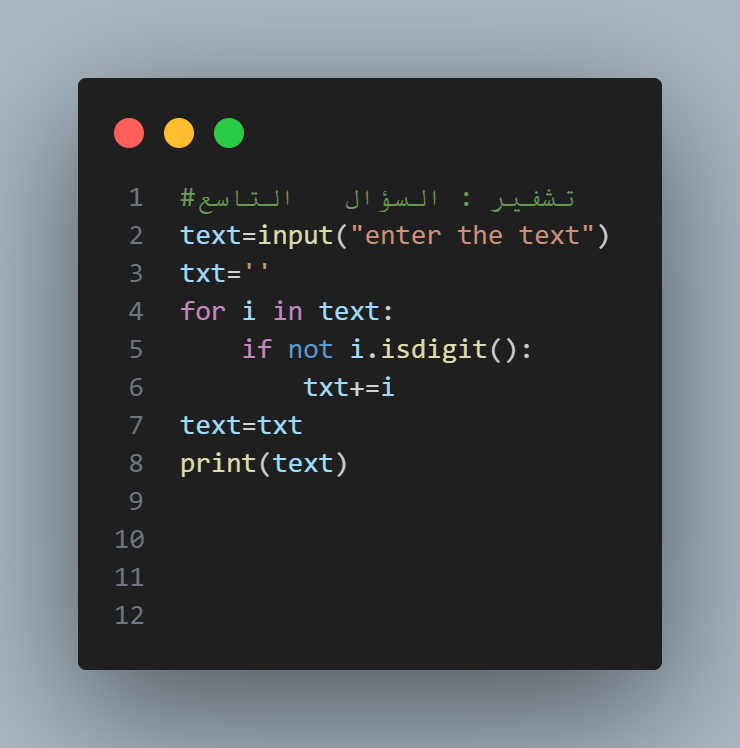 1 #تشفير : السؤال   التاسع
2 text=input("enter the text")
3 txt=''
4 for i in text:
5     if not i.isdigit():
6         txt+=i
7 text=txt
8 print(text)
9
10
11
12